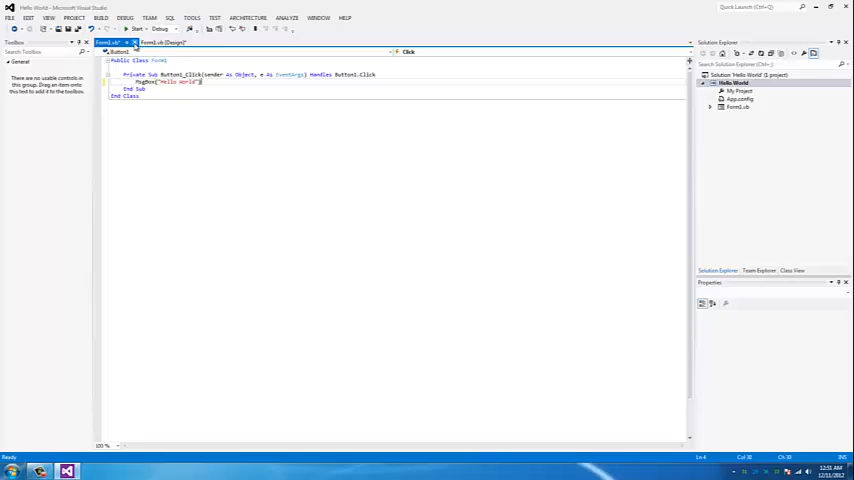 Hello World - Microsoft Visual Studio
Quick Launch (Ctrl+Q)
FILE EDIT VIEW PROJECT BUILD DEBUG TEAM SQL TOOLS TEST ARCHITECTURE ANALYZE WINDOW HELP
Start Debug
Toolbox
Search Toolbox
General
There are no usable controls in
this group. Drag an item onto
this text to add it to the toolbox.
Form1.vb* Form1.vb [Design]*
Button1 Click
Public Class Form1
Private Sub Button1_Click(sender As Object, e As EventArgs) Handles Button1.Click
MsgBox("Hello World")
End Sub
End Class
100 %
Solution Explorer
Search Solution Explorer (Ctrl+;)
Solution 'Hello World' (1 project)
Hello World
My Project
App.config
Form1.vb
Solution Explorer Team Explorer Class View
Properties
Ready
Ln 4 Col 30 Ch 30 INS
12:51 AM
12/11/2012